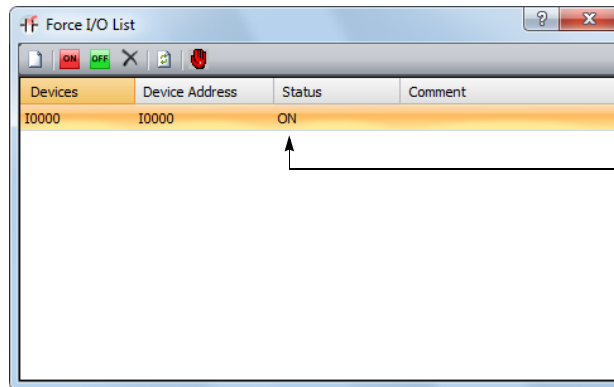 Force I/O List
ON OFF
Devices Device Address Status Comment
I0000 I0000 ON